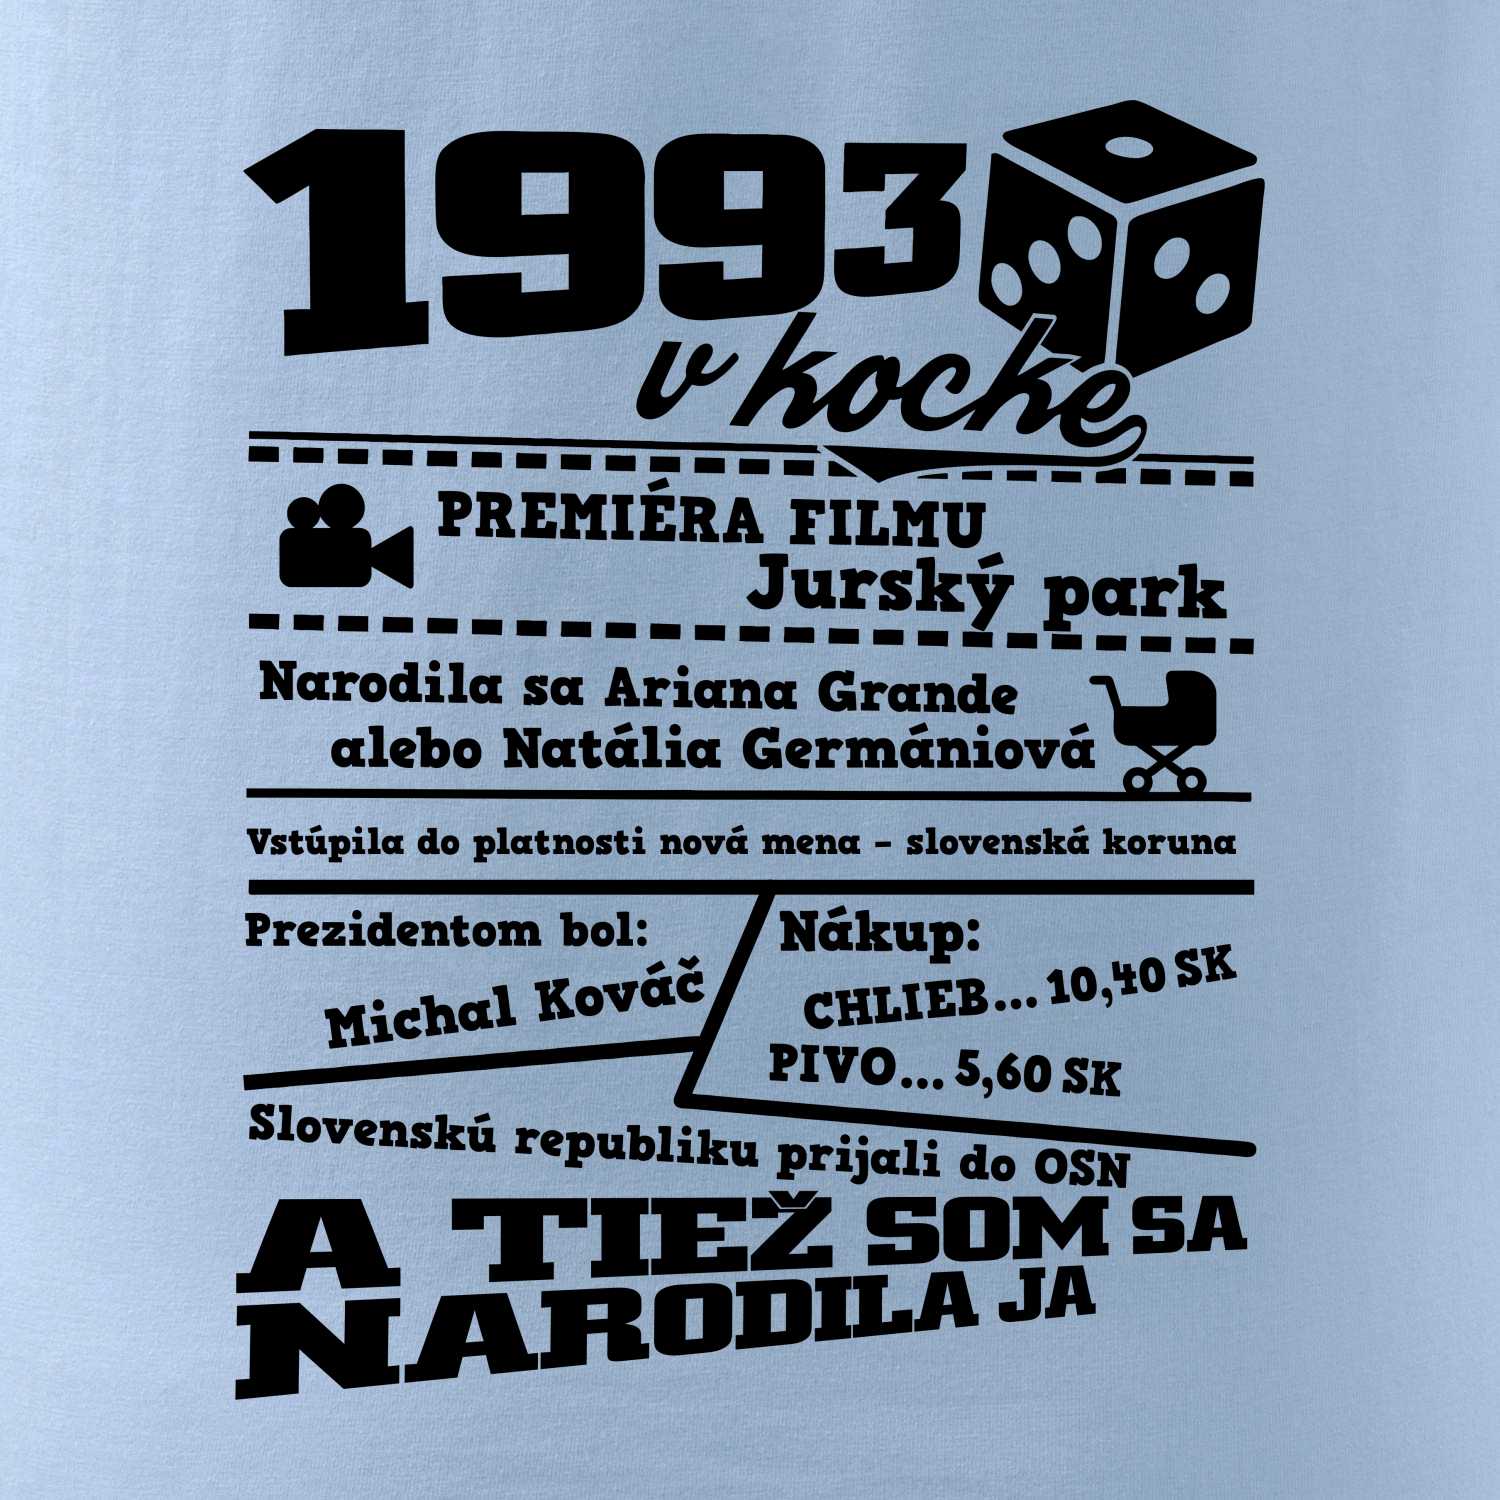 1993
v kocke
PREMIÉRA FILMU
Jurský park
Narodila sa Ariana Grande
alebo Natália Germániová
Vstúpila do platnosti nová mena – slovenská koruna
Prezidentom bol:
Michal Kováč
Nákup:
CHLIEB... 10,40 SK
PIVO... 5,60 SK
Slovenskú republiku prijali do OSN
A TIEŽ SOM SA
NARODILA JA